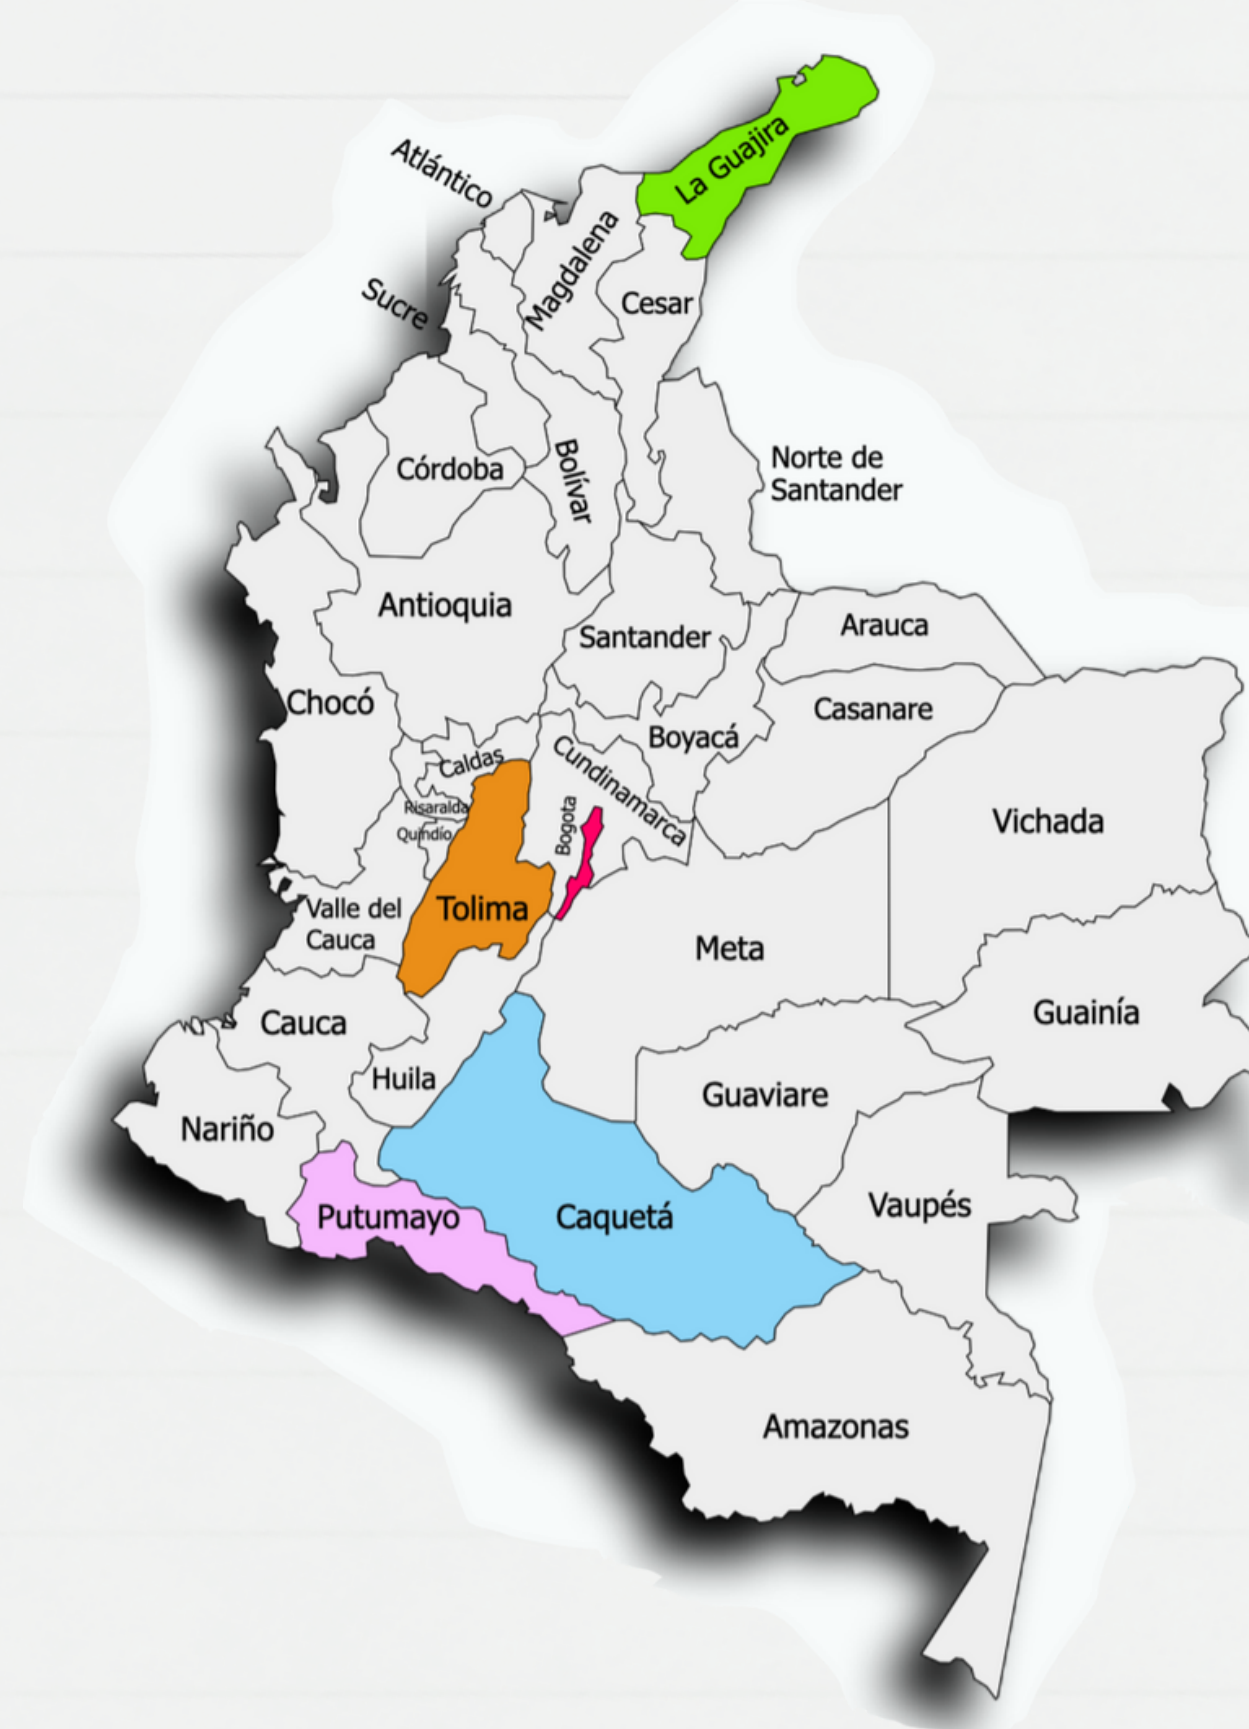 La Guajira
Atlántico
Magdalena
Sucre
Cesar
Norte de
Santander
Córdoba
Bolívar
Antioquia
Santander
Arauca
Chocó
Casanare
Boyacá
Caldas
Cundinamarca
Risaralda
Quindío
Bogota
Vichada
Valle del
Cauca
Tolima
Meta
Guainía
Cauca
Huila
Guaviare
Nariño
Vaupés
Putumayo
Caquetá
Amazonas